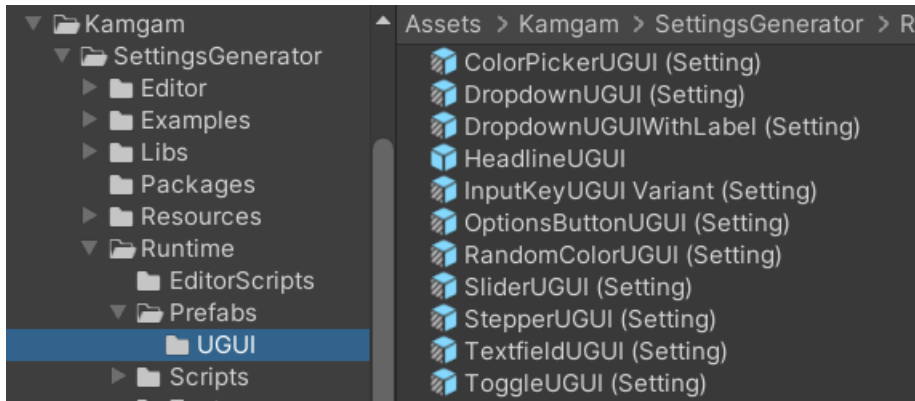 Kamgam
SettingsGenerator
Editor
Examples
Libs
Packages
Resources
Runtime
EditorScripts
Prefabs
UGUI
Scripts
Assets > Kamgam > SettingsGenerator > R
ColorPickerUGUI (Setting)
DropdownUGUI (Setting)
DropdownUGUIWithLabel (Setting)
HeadlineUGUI
InputKeyUGUI Variant (Setting)
OptionsButtonUGUI (Setting)
RandomColorUGUI (Setting)
SliderUGUI (Setting)
StepperUGUI (Setting)
TextfieldUGUI (Setting)
ToggleUGUI (Setting)